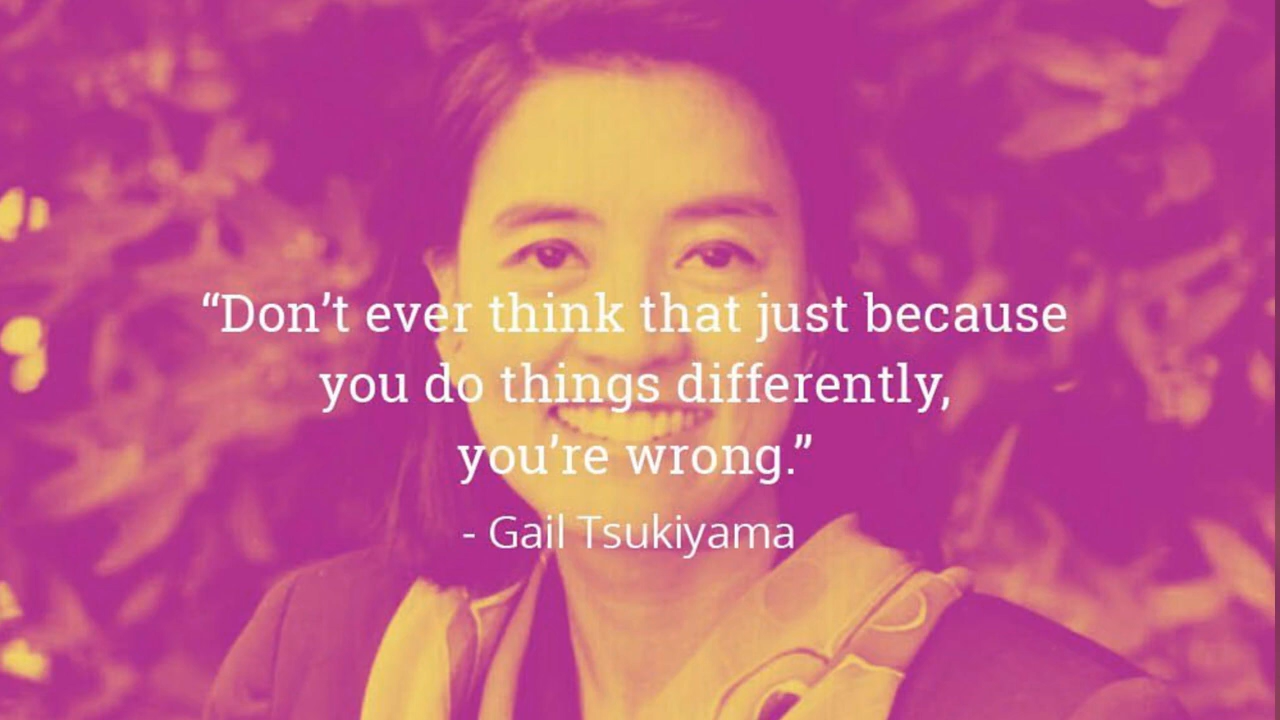 “Don’t ever think that just because
you do things differently,
you’re wrong.”
- Gail Tsukiyama